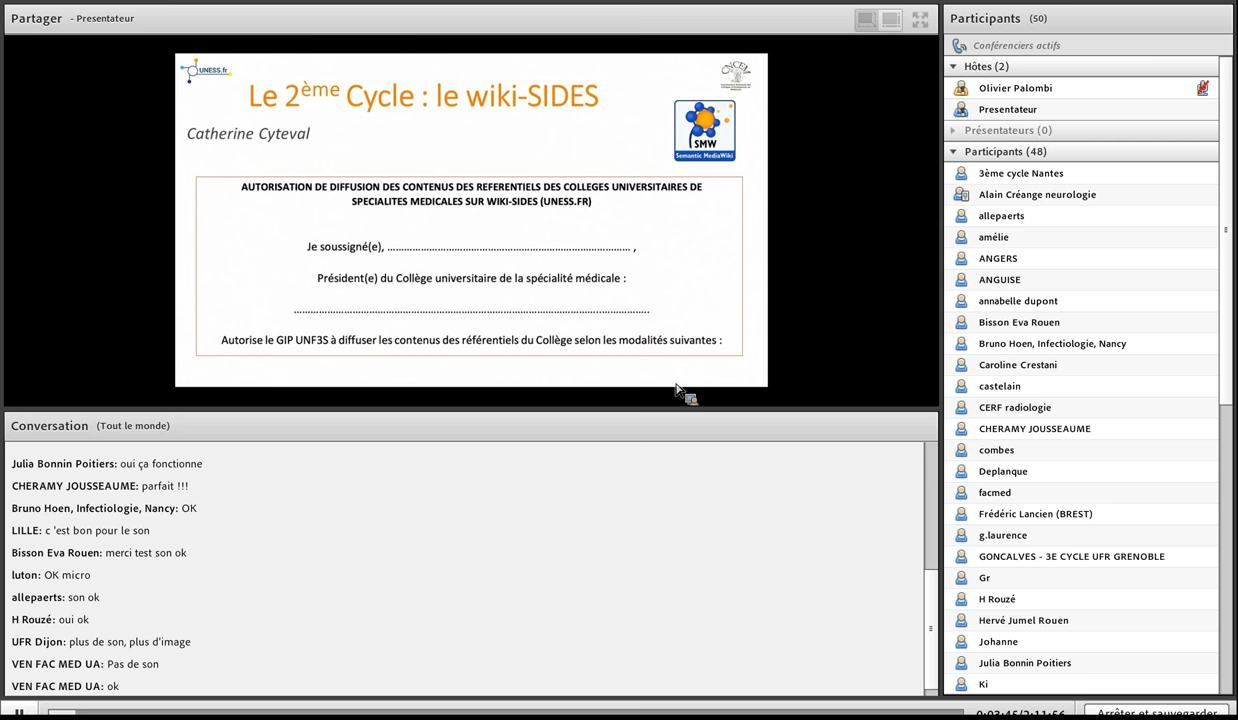 Partager - Presentateur
UNESS.fr
Le 2ème Cycle : le wiki-SIDES
Catherine Cyteval
SMW
Semantic MediaWiki
AUTORISATION DE DIFFUSION DES CONTENUS DES REFERENTIELS DES COLLEGES UNIVERSITAIRES DE
SPECIALITES MEDICALES SUR WIKI-SIDES (UNESS.FR)
Je soussigné(e), ……………………………………………………………………… ,
Président(e) du Collège universitaire de la spécialité médicale :
………………………………………………………………………………………………………
Autorise le GIP UNF3S à diffuser les contenus des référentiels du Collège selon les modalités suivantes :
Conversation (Tout le monde)
Julia Bonnin Poitiers: oui ça fonctionne
CHERAMY JOUSSEAUME: parfait !!!
Bruno Hoen, Infectiologie, Nancy: OK
LILLE: c 'est bon pour le son
Bisson Eva Rouen: merci test son ok
luton: OK micro
allepaerts: son ok
H Rouzé: oui ok
UFR Dijon: plus de son, plus d'image
VEN FAC MED UA: Pas de son
VEN FAC MED UA: ok
Participants (50)
Conférenciers actifs
Hôtes (2)
Olivier Palombi
Presentateur
Présentateurs (0)
Participants (48)
3ème cycle Nantes
Alain Créange neurologie
allepaerts
amélie
ANGERS
ANGUISE
annabelle dupont
Bisson Eva Rouen
Bruno Hoen, Infectiologie, Nancy
Caroline Crestani
castelain
CERF radiologie
CHERAMY JOUSSEAUME
combes
Deplanque
facmed
Frédéric Lancien (BREST)
g.laurence
GONCALVES - 3E CYCLE UFR GRENOBLE
Gr
H Rouzé
Hervé Jumel Rouen
Johanne
Julia Bonnin Poitiers
Ki
0:03:45/2:11:56
Arrêter et sauvegarder